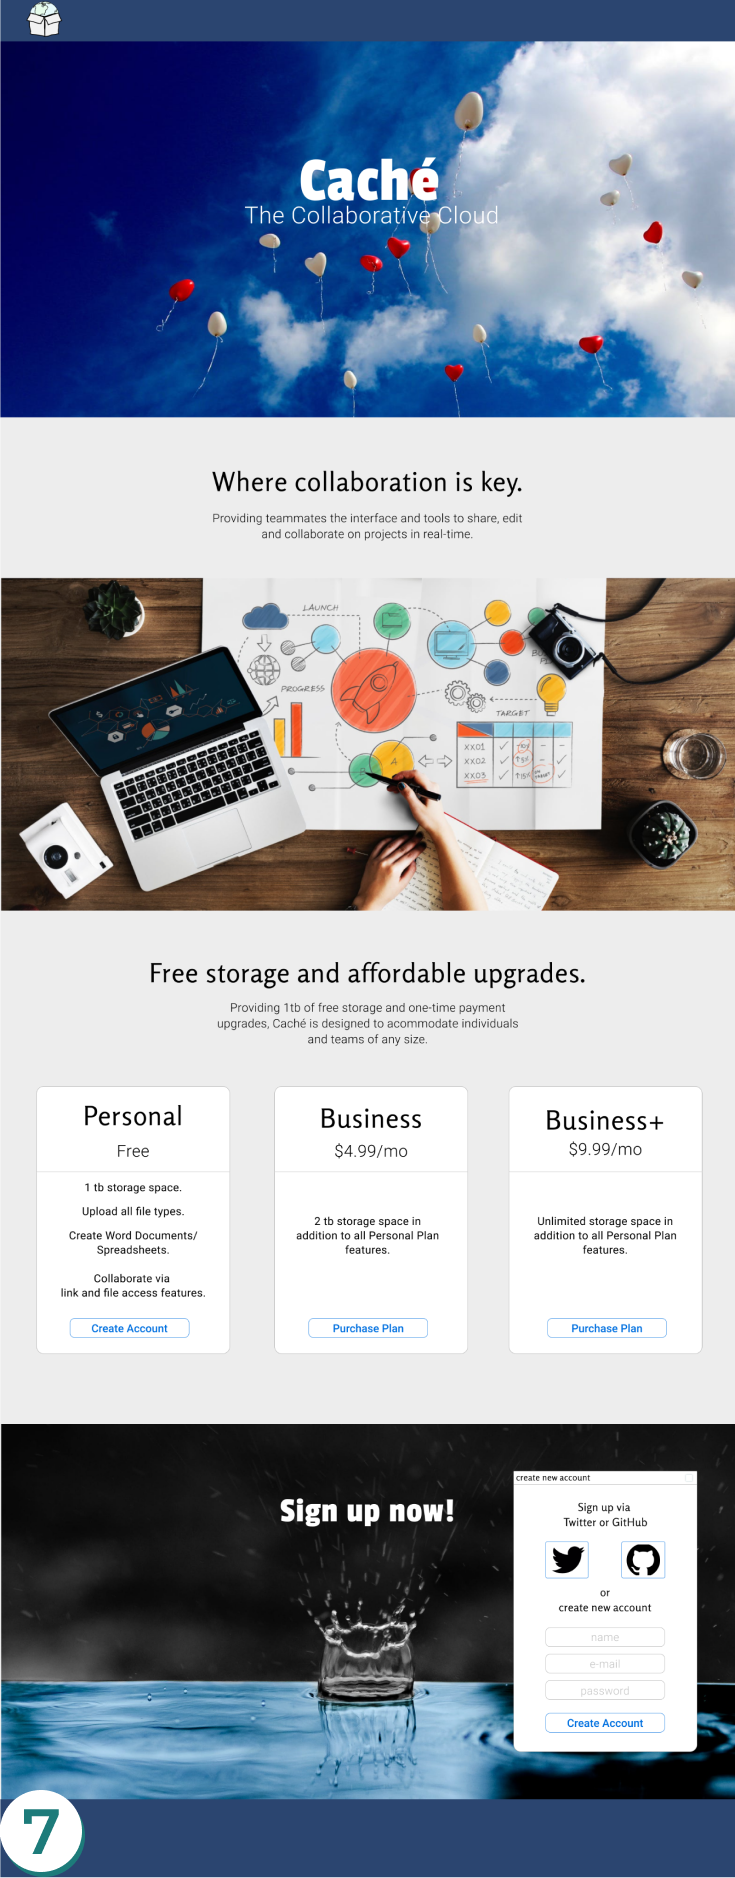 Caché
The Collaborative Cloud
Where collaboration is key.
Providing teammates the interface and tools to share, edit
and collaborate on projects in real-time.
LAUNCH
PROGRESS
TARGET
XX01
XX02
XX03
4
Free storage and affordable upgrades.
Providing 1tb of free storage and one-time payment
upgrades, Caché is designed to acommodate individuals
and teams of any size.
Personal
Free
1 tb storage space.
Upload all file types.
Create Word Documents/
Spreadsheets.
Collaborate via
link and file access features.
Create Account
Business
$4.99/mo
2 tb storage space in
addition to all Personal Plan
features.
Purchase Plan
Business+
$9.99/mo
Unlimited storage space in
addition to all Personal Plan
features.
Purchase Plan
Sign up now!
create new account
Sign up via
Twitter or GitHub
or
create new account
name
e-mail
password
Create Account
7